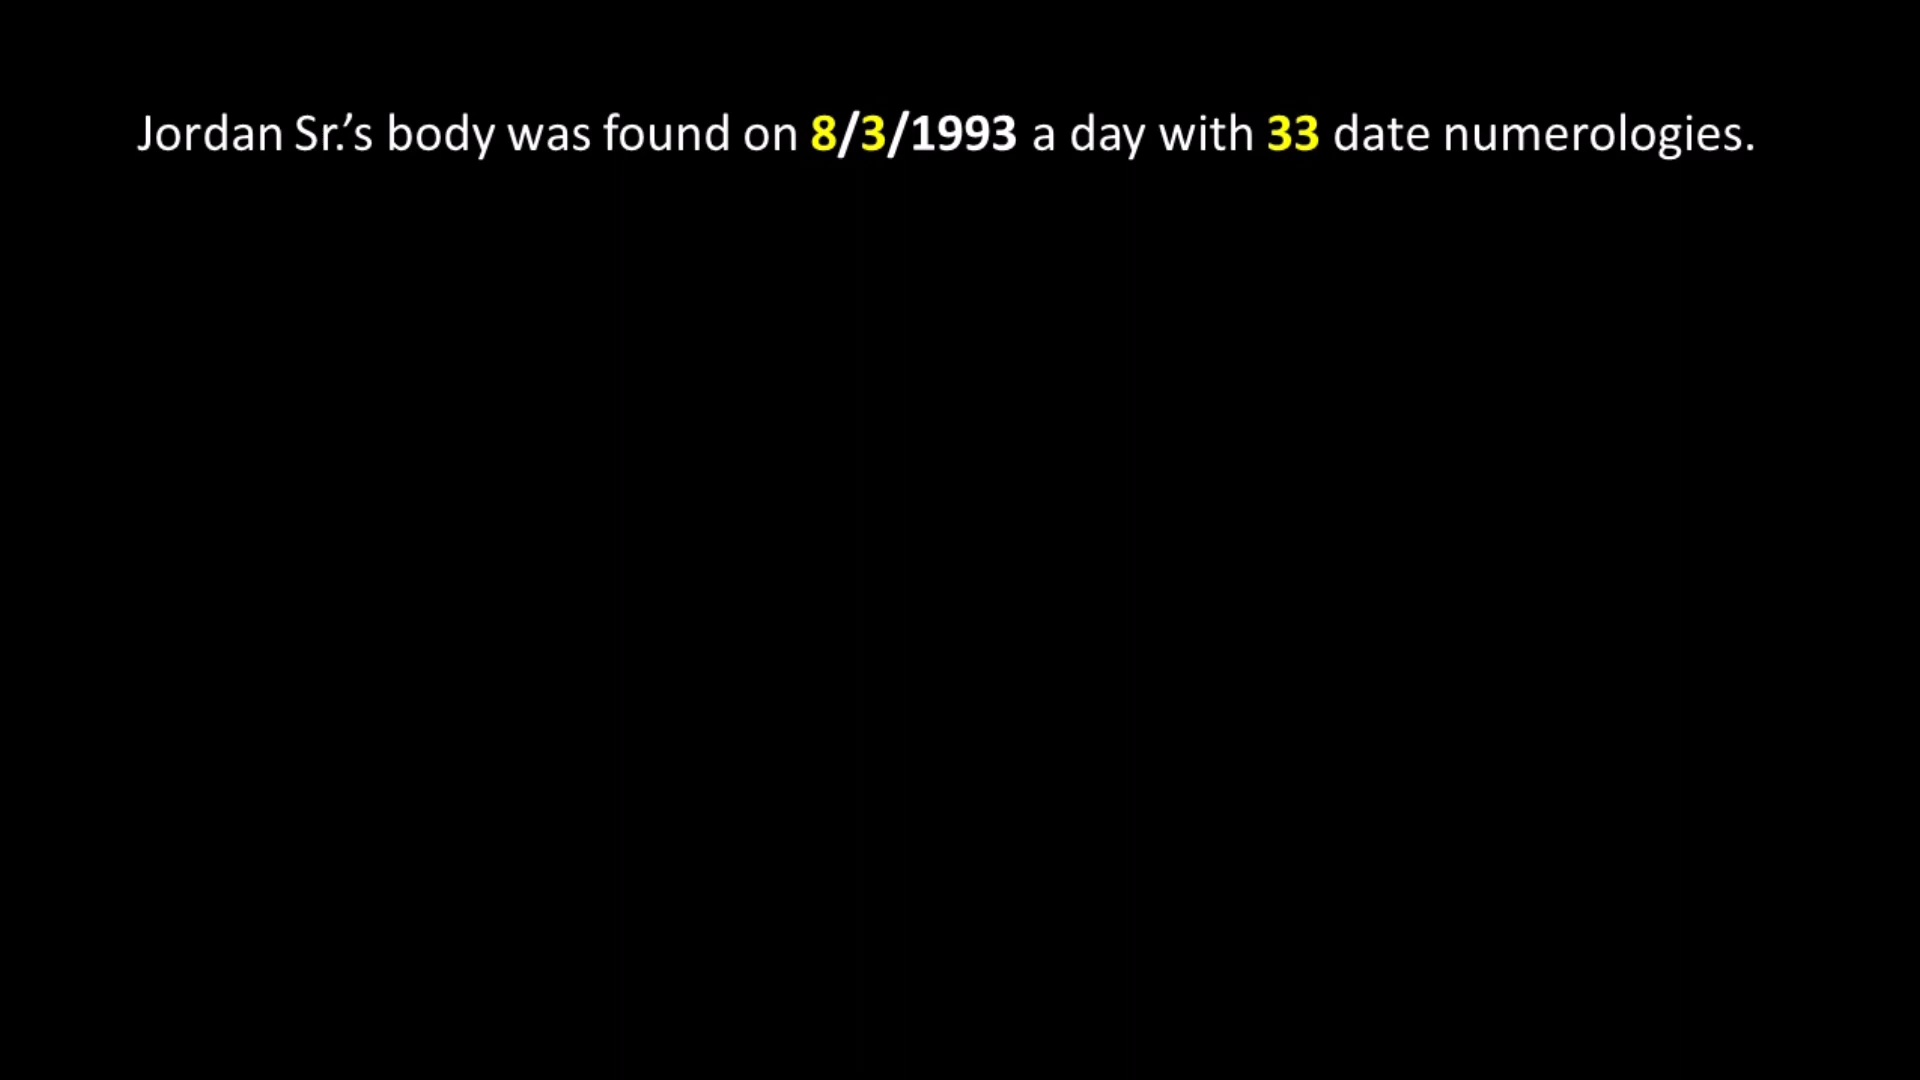 Jordan Sr.’s body was found on 8/3/1993 a day with 33 date numerologies.